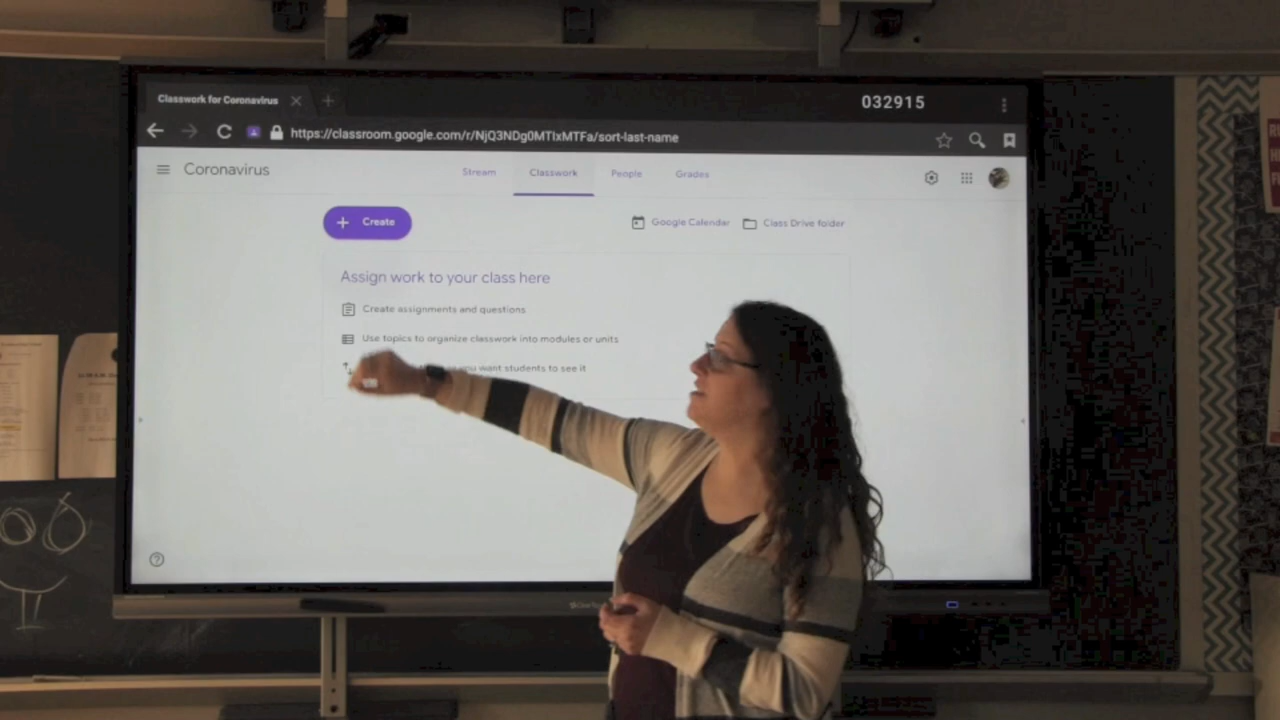 Classwork for Coronavirus
032915
https://classroom.google.com/r/NjQ3NDg0MTIxMTFa/sort-last-name
Coronavirus
Stream
Classwork
People
Grades
+ Create
Google Calendar
Class Drive folder
Assign work to your class here
Create assignments and questions
Use topics to organize classwork into modules or units
you want students to see it